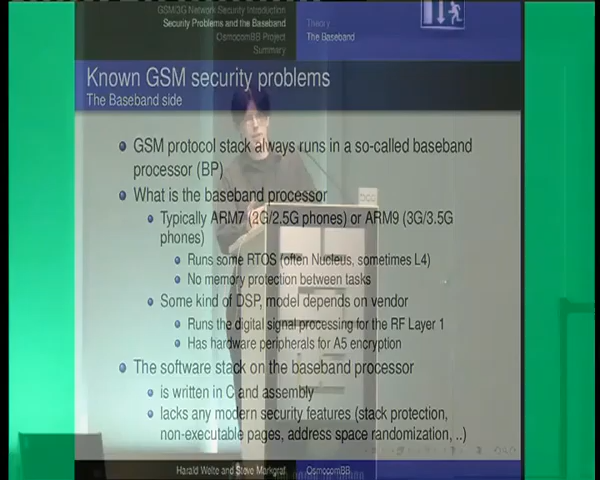 GSM/3G Network Security Introduction
Security Problems and the Baseband
OsmocomBB Project
Summary
Theory
The Baseband
Known GSM security problems
The Baseband side
GSM protocol stack always runs in a so-called baseband
processor (BP)
What is the baseband processor
Typically ARM7 (2G/2.5G phones) or ARM9 (3G/3.5G
phones)
Runs some RTOS (often Nucleus, sometimes L4)
No memory protection between tasks
Some kind of DSP, model depends on vendor
Runs the digital signal processing for the RF Layer 1
Has hardware peripherals for A5 encryption
The software stack on the baseband processor
is written in C and assembly
lacks any modern security features (stack protection,
non-executable pages, address space randomization, ..)
Harald Welte and Steve Markgraf
OsmocomBB